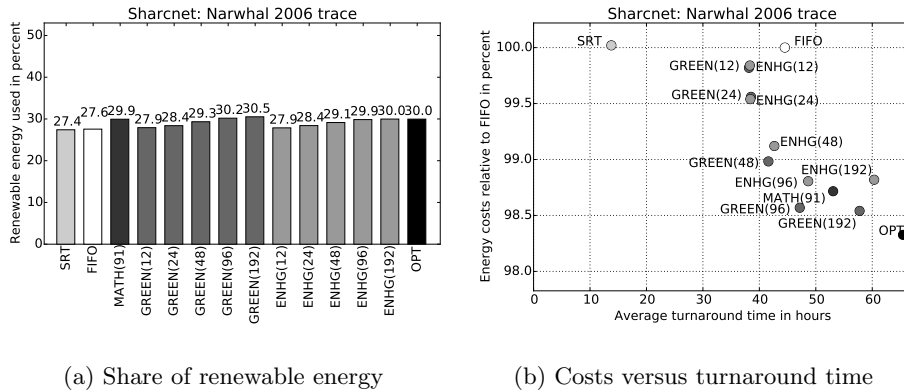 Sharcnet: Narwhal 2006 trace
Renewable energy used in percent
50
40
30
20
10
0
27.4 27.6 29.9 27.9 28.4 29.3 30.2 30.5 27.9 28.4 29.1 29.9 30.0 30.0
SRT
FIFO
MATH(91)
GREEN(12)
GREEN(24)
GREEN(48)
GREEN(96)
GREEN(192)
ENHG(12)
ENHG(24)
ENHG(48)
ENHG(96)
ENHG(192)
OPT
(a) Share of renewable energy
Sharcnet: Narwhal 2006 trace
Energy costs relative to FIFO in percent
100.0
99.5
99.0
98.5
98.0
SRT
FIFO
GREEN(12)
ENHG(12)
GREEN(24)
ENHG(24)
ENHG(48)
GREEN(48)
ENHG(192)
ENHG(96)
MATH(91)
GREEN(96)
GREEN(192)
OPT
0 10 20 30 40 50 60
Average turnaround time in hours
(b) Costs versus turnaround time